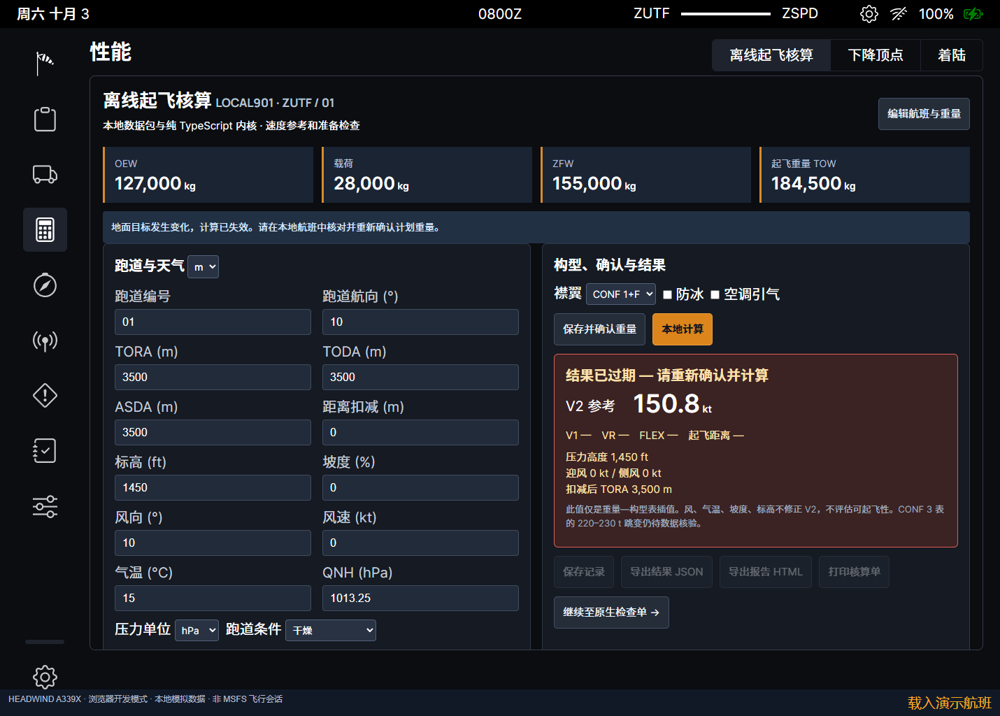 周六 十月 3
0800Z
ZUTF
ZSPD
100%
性能
离线起飞核算
下降顶点
着陆
离线起飞核算 LOCAL901 · ZUTF / 01
本地数据包与纯 TypeScript 内核 · 速度参考和准备检查
编辑航班与重量
OEW
127,000 kg
载荷
28,000 kg
ZFW
155,000 kg
起飞重量 TOW
184,500 kg
地面目标发生变化，计算已失效。请在本地航班中核对并重新确认计划重量。
跑道与天气 m
跑道编号
跑道航向 (°)
01
10
TORA (m)
TODA (m)
3500
3500
ASDA (m)
距离扣减 (m)
3500
0
标高 (ft)
坡度 (%)
1450
0
风向 (°)
风速 (kt)
10
0
气温 (°C)
QNH (hPa)
15
1013.25
压力单位 hPa 跑道条件 干燥
构型、确认与结果
襟翼 CONF 1+F 防冰 空调引气
保存并确认重量
本地计算
结果已过期 — 请重新确认并计算
V2 参考 150.8 kt
V1 — VR — FLEX — 起飞距离 —
压力高度 1,450 ft
迎风 0 kt / 侧风 0 kt
扣减后 TORA 3,500 m
此值仅是重量—构型表插值。风、气温、坡度、标高不修正 V2，不评估可起飞性。CONF 3 表
的 220–230 t 跳变仍待数据核验。
保存记录
导出结果 JSON
导出报告 HTML
打印核算单
继续至原生检查单 →
HEADWIND A339X · 浏览器开发模式 · 本地模拟数据 · 非 MSFS 飞行会话
载入演示航班